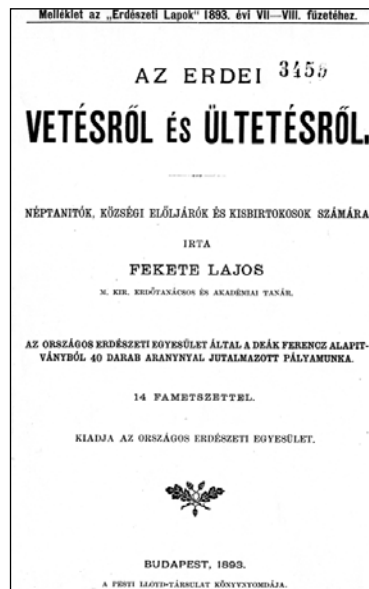 Melléklet az „Erdészeti Lapok" 1893. évi VII—VIII. füzetéhez.
AZ ERDEI 3459
VETÉSRŐL ÉS ÜLTETÉSRŐL.
NÉPTANITÓK, KÖZSÉGI ELŐLJÁRÓK ÉS KISBIRTOKOSOK SZÁMÁRA
IRTA
FEKETE LAJOS
M. KIR. ERDŐTANÁCSOS ÉS AKADÉMIAI TANÁR.
AZ ORSZÁGOS ERDÉSZETI EGYESÜLET ÁLTAL A DEÁK FERENCZ ALAPIT-
VÁNYBÓL 40 DARAB ARANYNYAL JUTALMAZOTT PÁLYAMUNKA.
14 FAMETSZETTEL.
KIADJA AZ ORSZÁGOS ERDÉSZETI EGYESÜLET.
BUDAPEST, 1893.
A PESTI LLOYD-TÁRSULAT KÖNYVNYOMDÁJA.